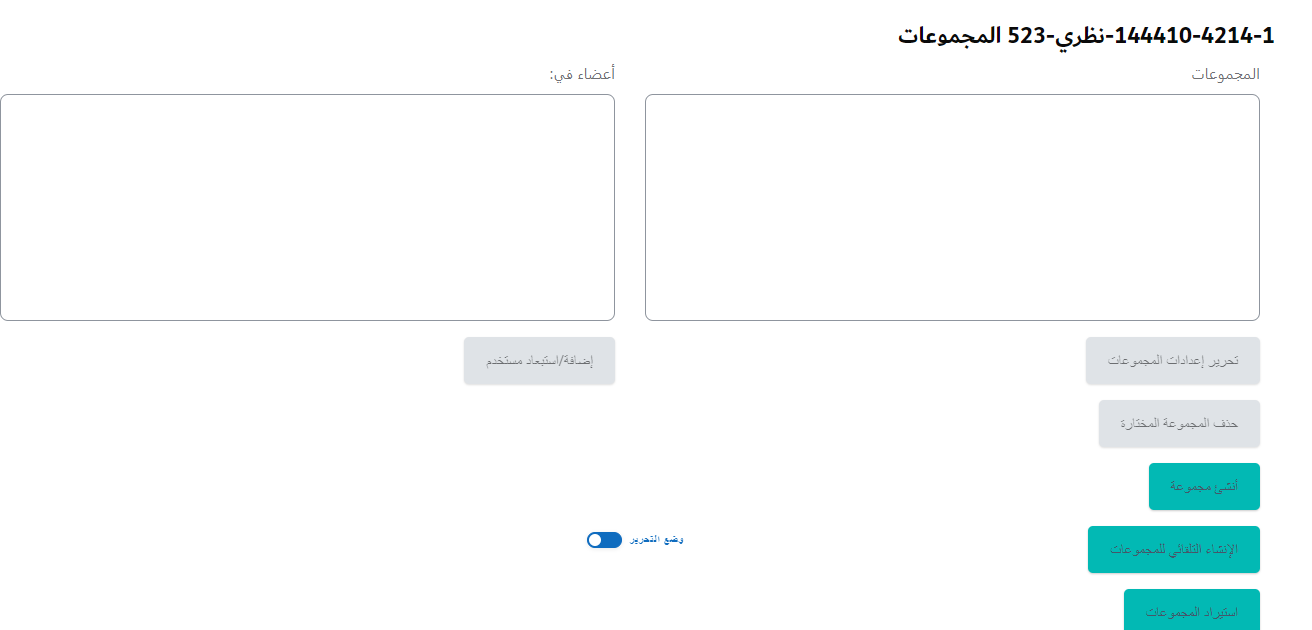 1-4214-144410-نظري-523 المجموعات
المجموعات
أعضاء في:
تحرير إعدادات المجموعات
إضافة/استبعاد مستخدم
حذف المجموعة المختارة
أنشئ مجموعة
الإنشاء التلقائي للمجموعات
وضع التحرير
استيراد المجموعات